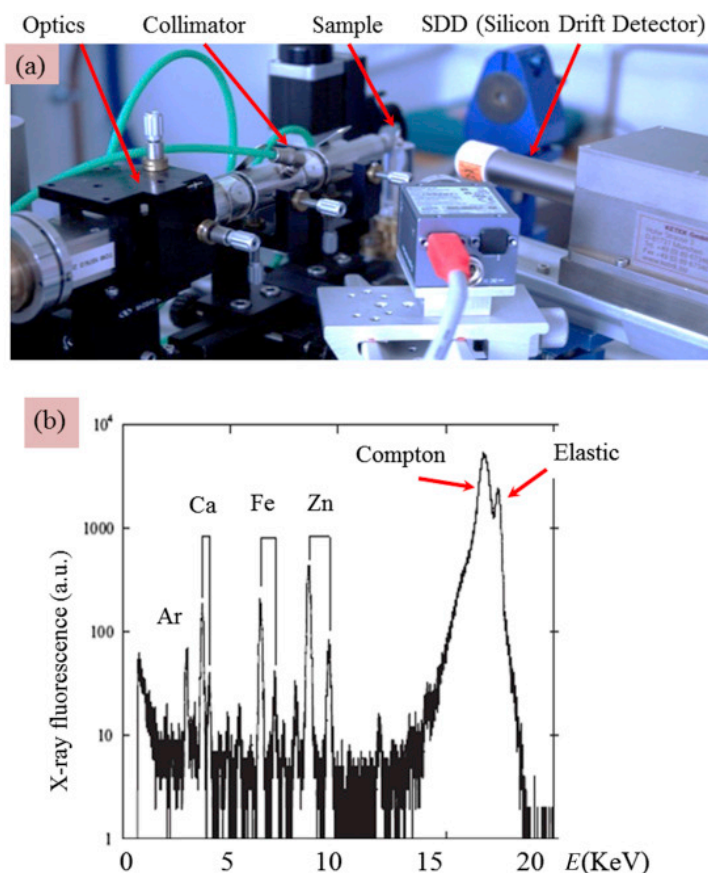 Optics
Collimator
Sample
SDD (Silicon Drift Detector)
(a)
(b)
10⁴
Compton
Elastic
Ca
Fe
Zn
1000
Ar
100
X-ray fluorescence (a.u.)
10
1
0
5
10
15
20
E(KeV)